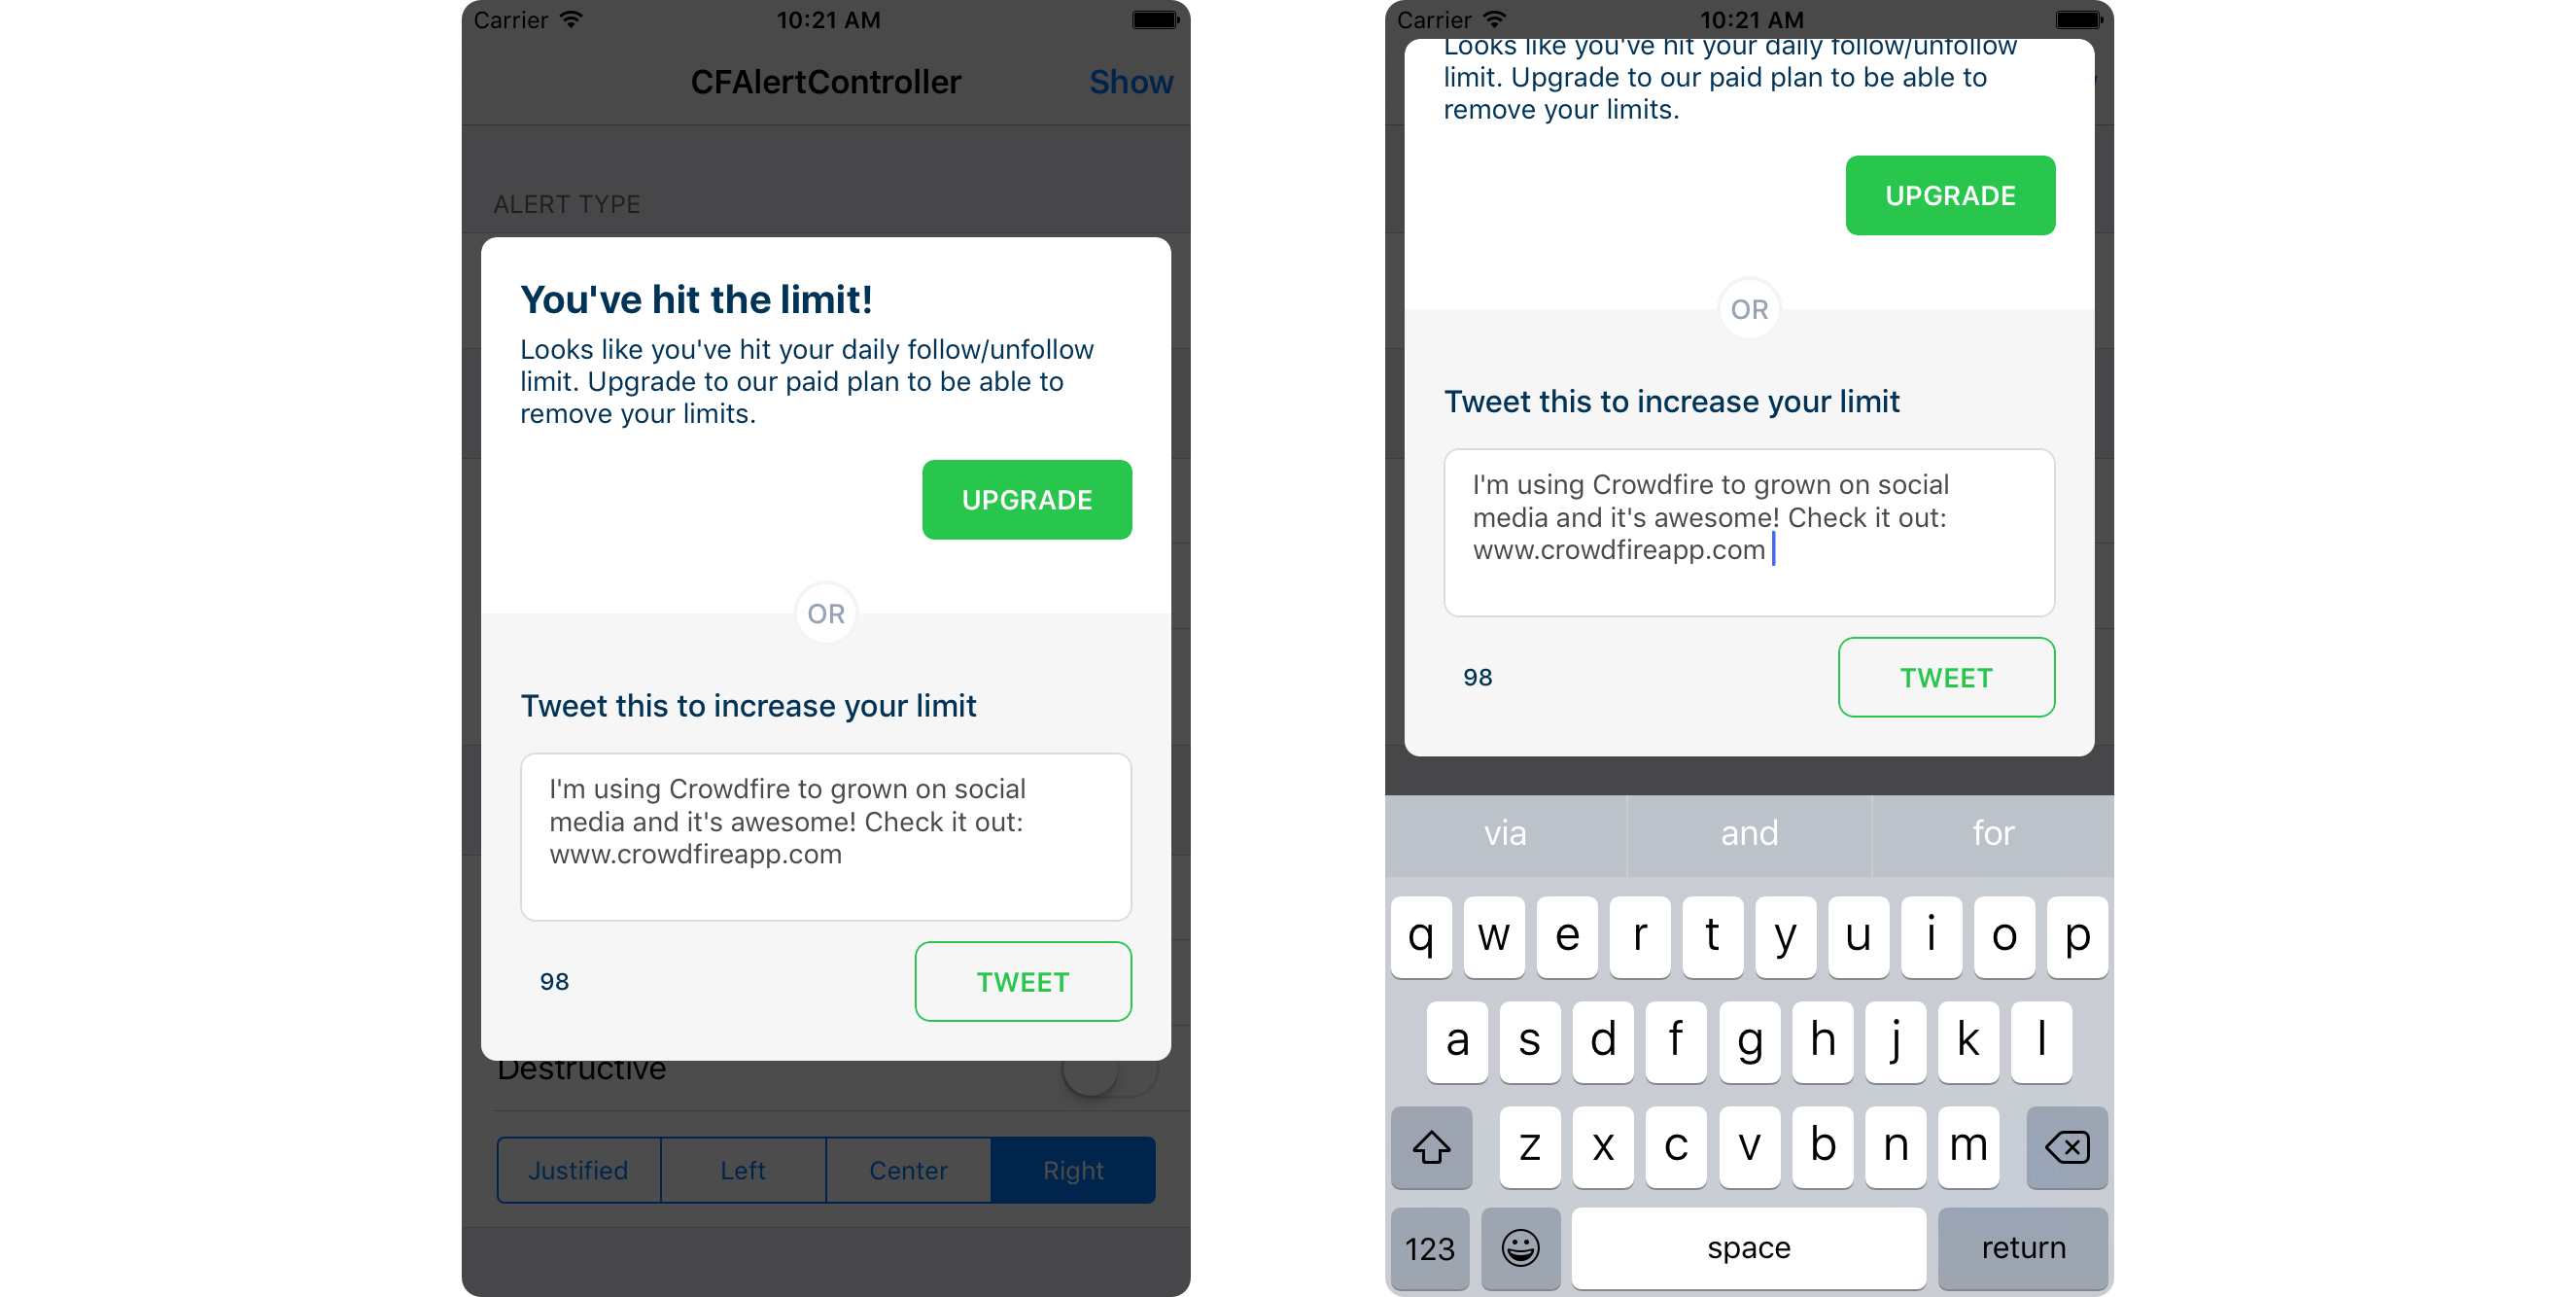 Carrier 10:21 AM
CFAlertController Show
ALERT TYPE
You've hit the limit!
Looks like you've hit your daily follow/unfollow
limit. Upgrade to our paid plan to be able to
remove your limits.
UPGRADE
OR
Tweet this to increase your limit
I'm using Crowdfire to grown on social
media and it's awesome! Check it out:
www.crowdfireapp.com
98 TWEET
Destructive
Justified Left Center Right
Carrier 10:21 AM
Looks like you've hit your daily follow/unfollow
limit. Upgrade to our paid plan to be able to
remove your limits.
UPGRADE
OR
Tweet this to increase your limit
I'm using Crowdfire to grown on social
media and it's awesome! Check it out:
www.crowdfireapp.com
98 TWEET
via and for
q w e r t y u i o p
a s d f g h j k l
z x c v b n m
123 space return